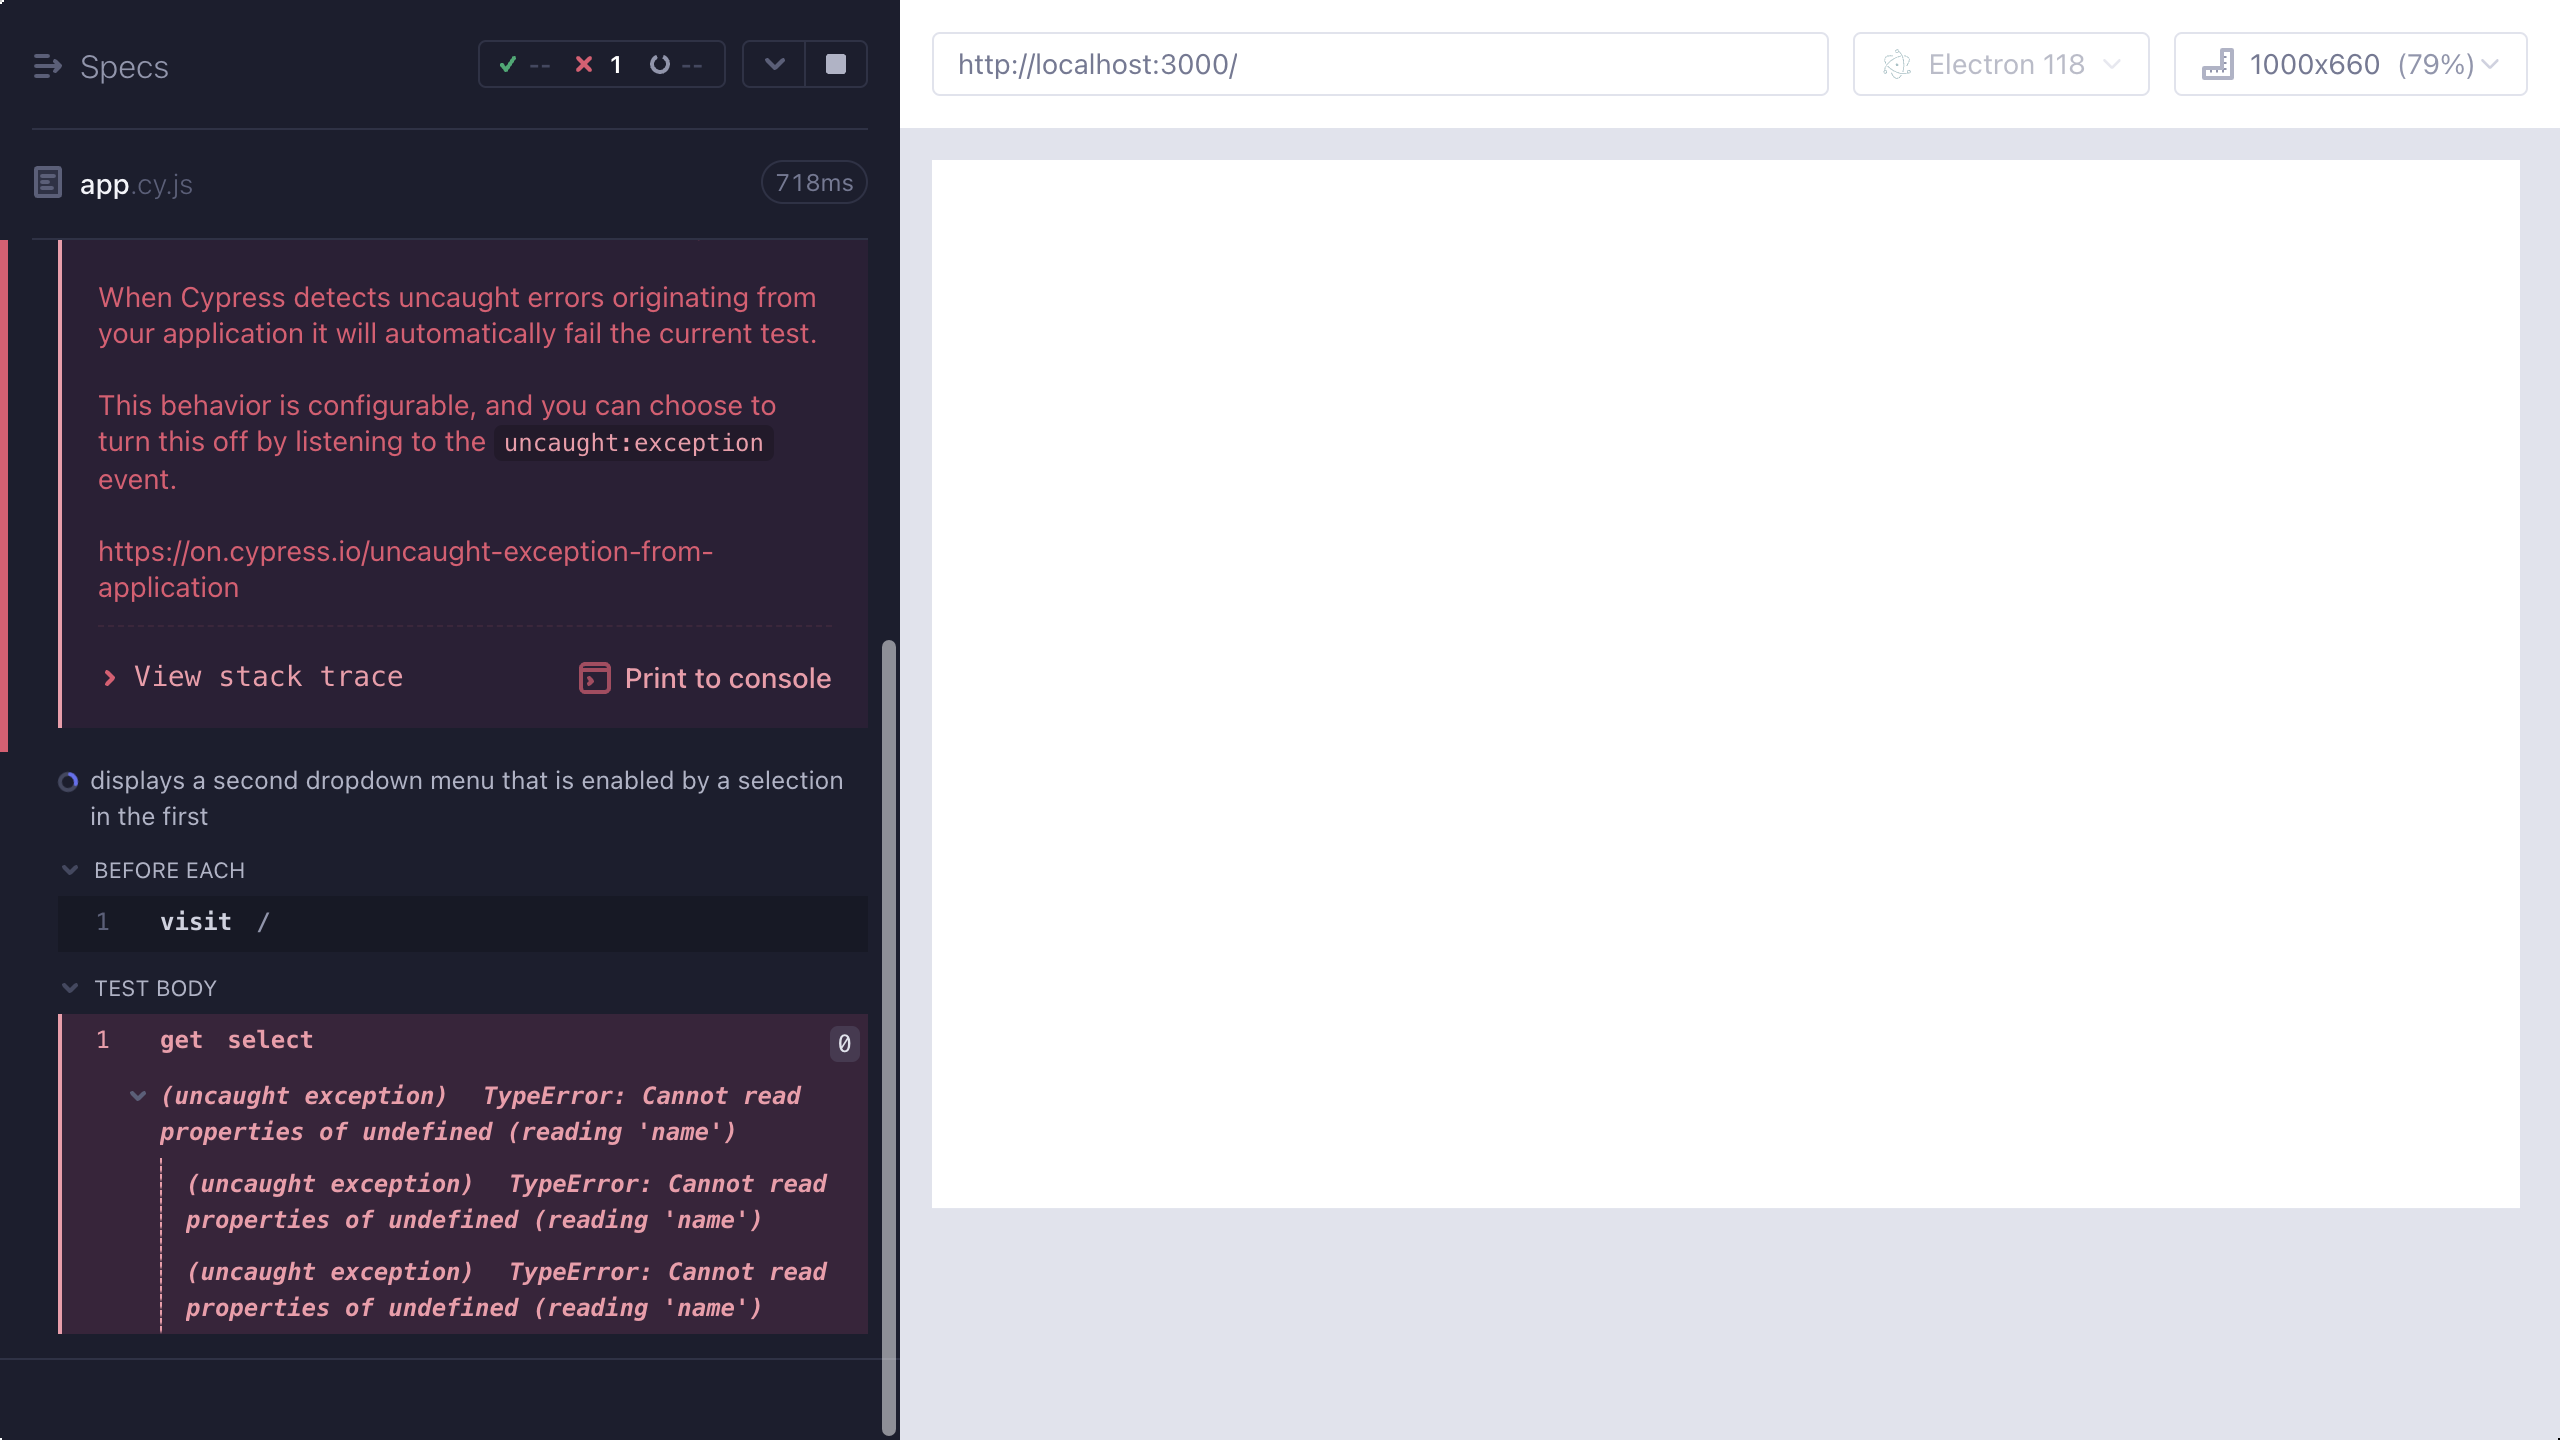 Specs
-- 1 --
app.cy.js
718ms
When Cypress detects uncaught errors originating from
your application it will automatically fail the current test.
This behavior is configurable, and you can choose to
turn this off by listening to the uncaught:exception
event.
https://on.cypress.io/uncaught-exception-from-
application
View stack trace
Print to console
displays a second dropdown menu that is enabled by a selection
in the first
BEFORE EACH
1 visit /
TEST BODY
1 get select 0
(uncaught exception) TypeError: Cannot read
properties of undefined (reading 'name')
(uncaught exception) TypeError: Cannot read
properties of undefined (reading 'name')
(uncaught exception) TypeError: Cannot read
properties of undefined (reading 'name')
http://localhost:3000/
Electron 118
1000x660 (79%)